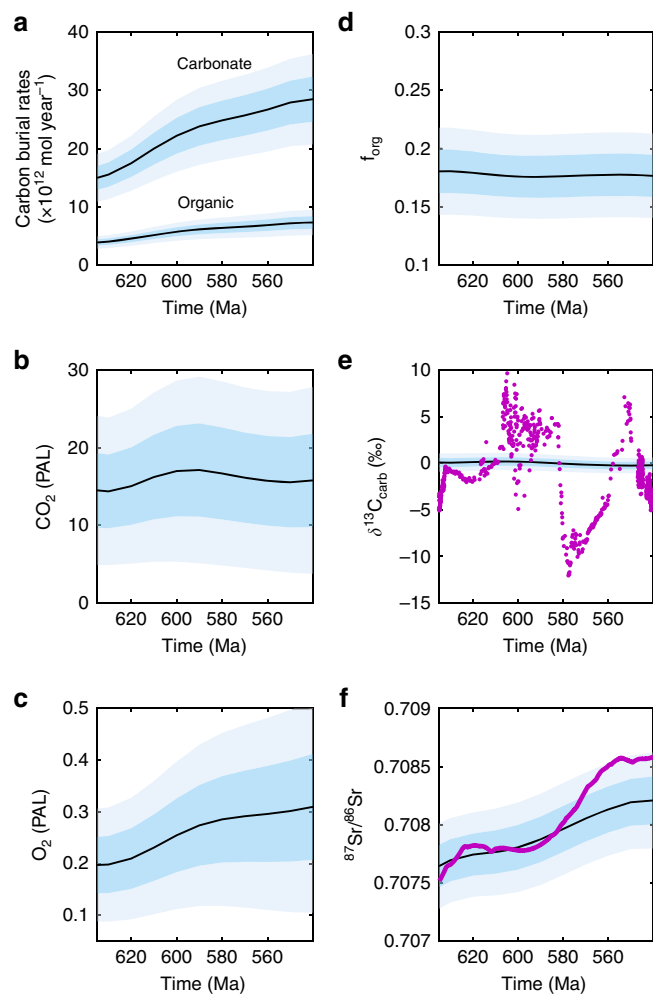 a
Carbon burial rates
(×10¹² mol year⁻¹)
40
30
20
10
0
Carbonate
Organic
620 600 580 560
Time (Ma)
d
f_org
0.3
0.25
0.2
0.15
0.1
620 600 580 560
Time (Ma)
b
CO₂ (PAL)
30
20
10
0
620 600 580 560
Time (Ma)
e
δ¹³C_carb (‰)
10
5
0
−5
−10
−15
620 600 580 560
Time (Ma)
c
O₂ (PAL)
0.5
0.4
0.3
0.2
0.1
620 600 580 560
Time (Ma)
f
⁸⁷Sr/⁸⁶Sr
0.709
0.7085
0.708
0.7075
0.707
620 600 580 560
Time (Ma)